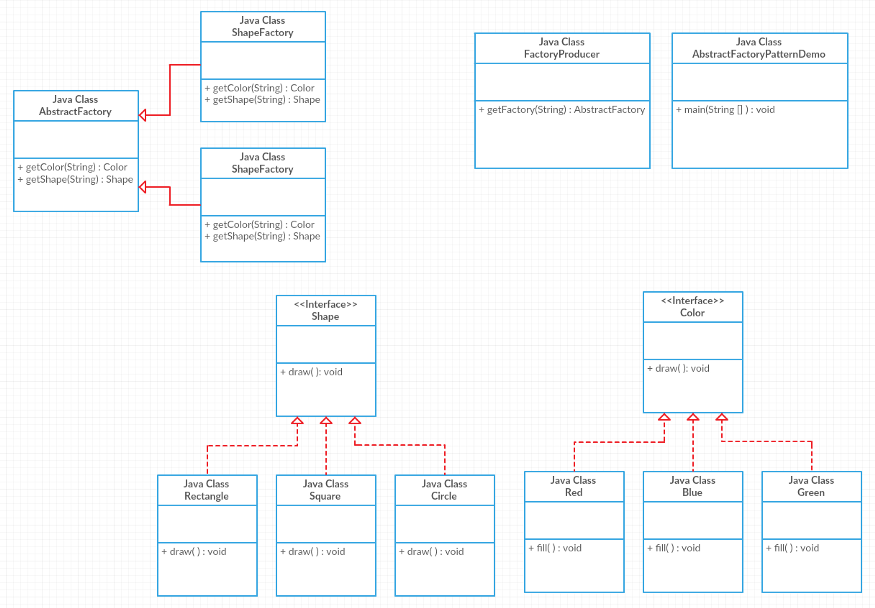 Java Class
ShapeFactory
+ getColor(String) : Color
+ getShape(String) : Shape
Java Class
AbstractFactory
+ getColor(String) : Color
+ getShape(String) : Shape
Java Class
ShapeFactory
+ getColor(String) : Color
+ getShape(String) : Shape
Java Class
FactoryProducer
+ getFactory(String) : AbstractFactory
Java Class
AbstractFactoryPatternDemo
+ main(String [] ) : void
<<Interface>>
Shape
+ draw( ): void
<<Interface>>
Color
+ draw( ): void
Java Class
Rectangle
+ draw( ) : void
Java Class
Square
+ draw( ) : void
Java Class
Circle
+ draw( ) : void
Java Class
Red
+ fill( ) : void
Java Class
Blue
+ fill( ) : void
Java Class
Green
+ fill( ) : void